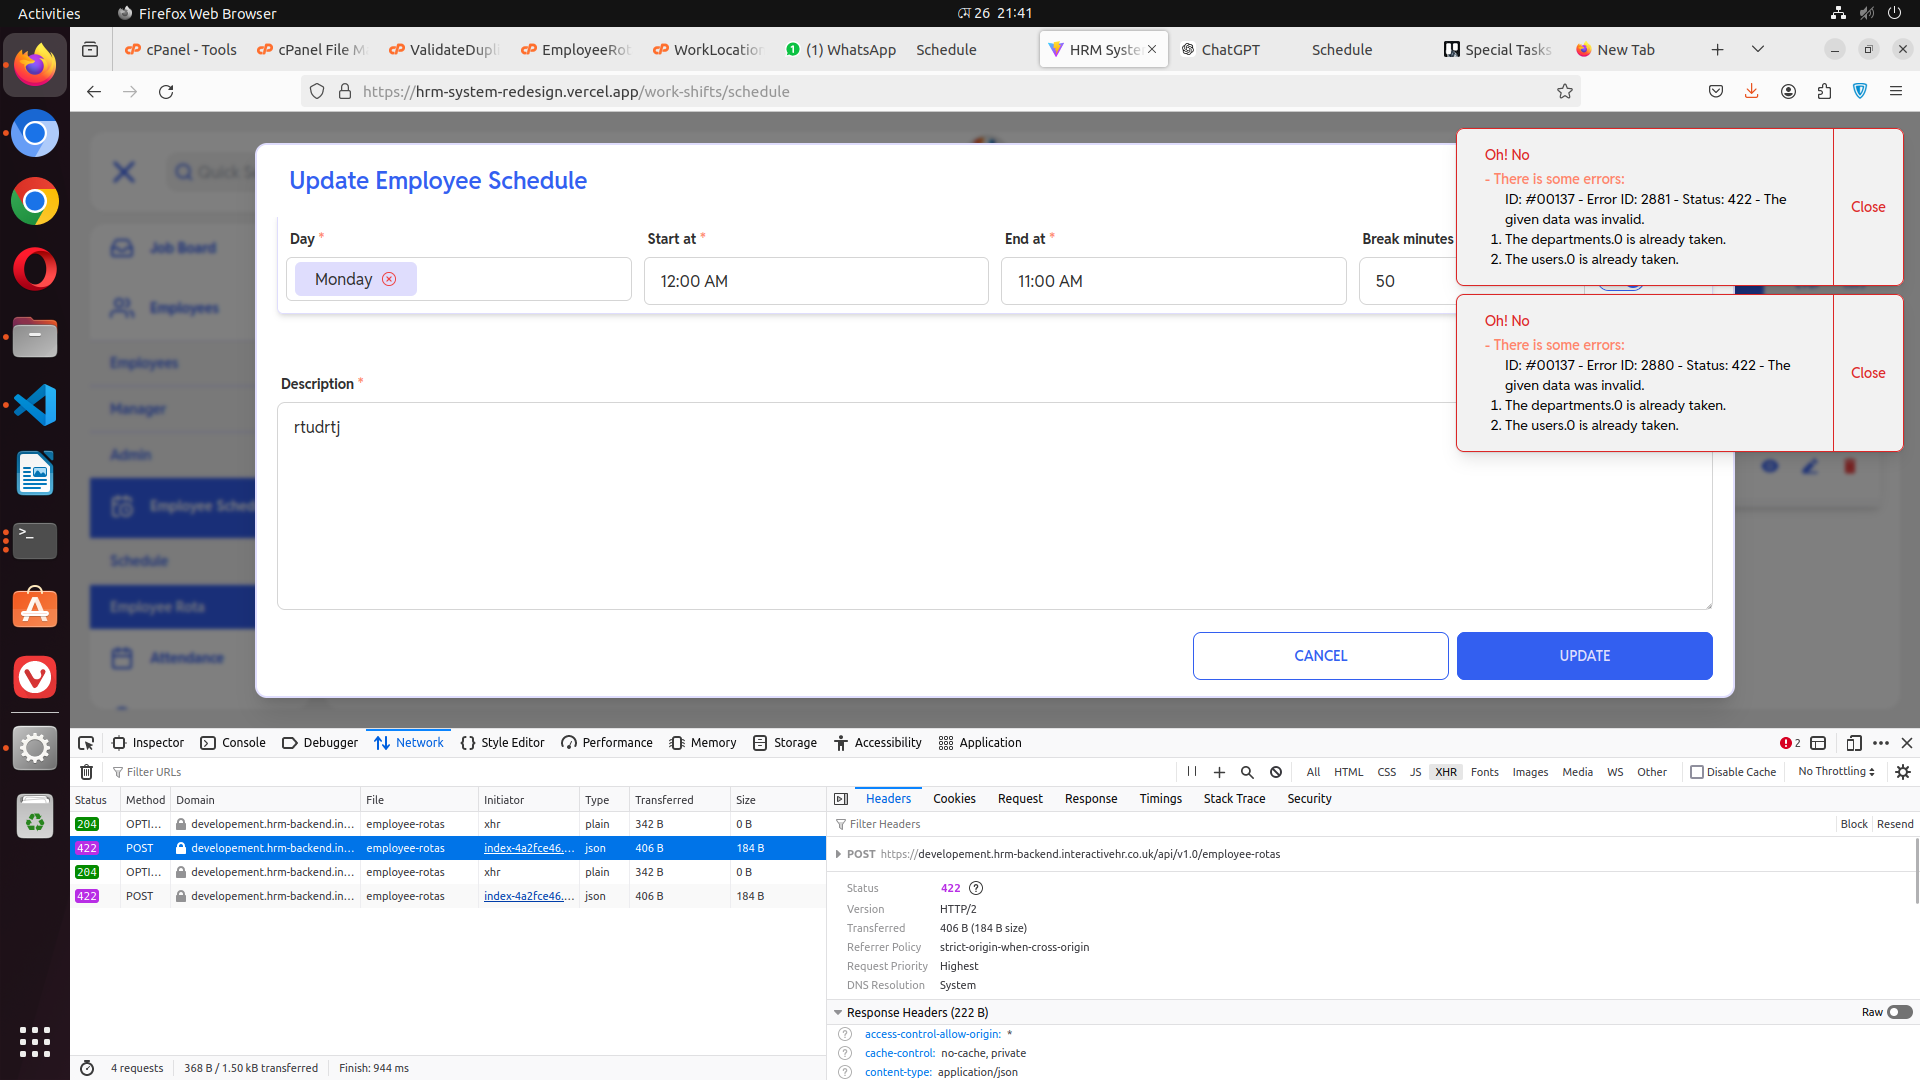 Activities
Firefox Web Browser
মে 26 21:41
cPanel - Tools
cPanel File M
ValidateDupli
EmployeeRot
WorkLocation
(1) WhatsApp
Schedule
HRM Syste
ChatGPT
Schedule
Special Tasks
New Tab
https://hrm-system-redesign.vercel.app/work-shifts/schedule
Quick Se
Job Board
Employees
Employees
Manager
Admin
Employee Sched
Schedule
Employee Rota
Attendance
Update Employee Schedule
Day *
Start at *
End at *
Break minutes
Monday
12:00 AM
11:00 AM
50
Description *
rtudrtj
CANCEL
UPDATE
Oh! No
- There is some errors:
ID: #00137 - Error ID: 2881 - Status: 422 - The
given data was invalid.
1. The departments.0 is already taken.
2. The users.0 is already taken.
Close
Oh! No
- There is some errors:
ID: #00137 - Error ID: 2880 - Status: 422 - The
given data was invalid.
1. The departments.0 is already taken.
2. The users.0 is already taken.
Close
Inspector
Console
Debugger
Network
Style Editor
Performance
Memory
Storage
Accessibility
Application
2
Filter URLs
All
HTML
CSS
JS
XHR
Fonts
Images
Media
WS
Other
Disable Cache
No Throttling
Status Method Domain File Initiator Type Transferred Size
204 OPTI... developement.hrm-backend.in... employee-rotas xhr plain 342 B 0 B
422 POST developement.hrm-backend.in... employee-rotas index-4a2fce46.... json 406 B 184 B
204 OPTI... developement.hrm-backend.in... employee-rotas xhr plain 342 B 0 B
422 POST developement.hrm-backend.in... employee-rotas index-4a2fce46.... json 406 B 184 B
4 requests
368 B / 1.50 kB transferred
Finish: 944 ms
Headers
Cookies
Request
Response
Timings
Stack Trace
Security
Filter Headers
Block
Resend
POST https://developement.hrm-backend.interactivehr.co.uk/api/v1.0/employee-rotas
Status 422
Version HTTP/2
Transferred 406 B (184 B size)
Referrer Policy strict-origin-when-cross-origin
Request Priority Highest
DNS Resolution System
Response Headers (222 B)
Raw
access-control-allow-origin: *
cache-control: no-cache, private
content-type: application/json